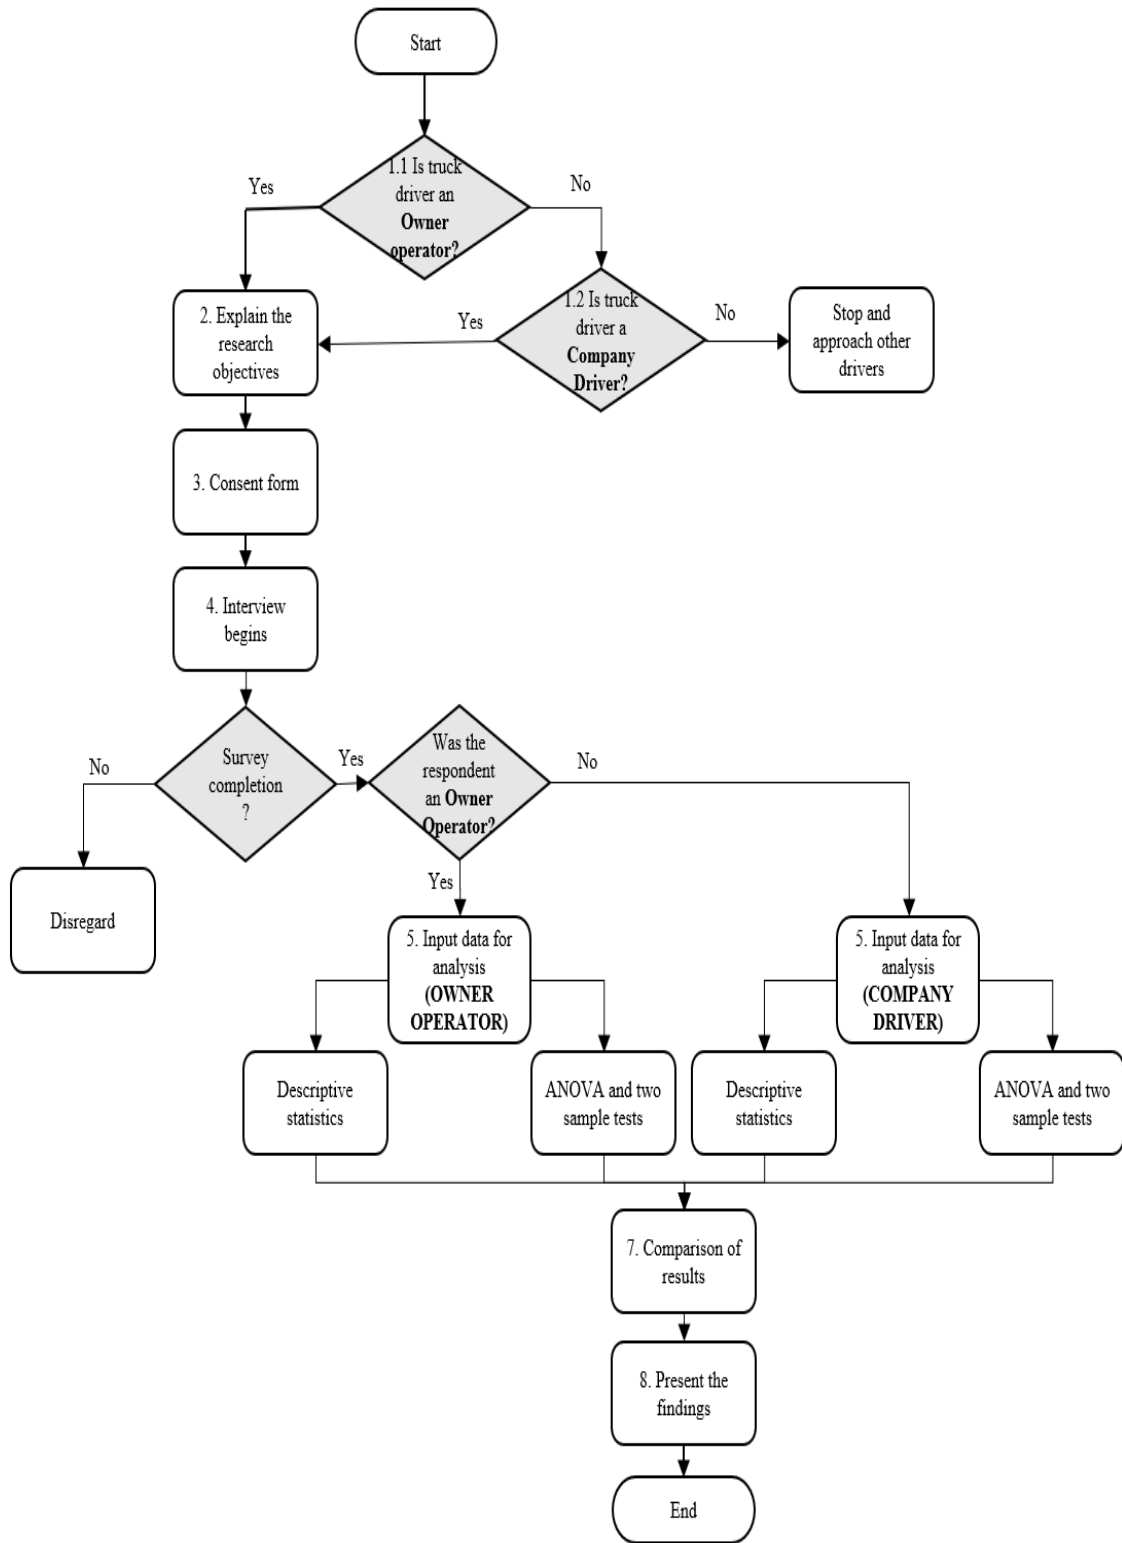 Start
1.1 Is truck
driver an
Owner
operator?
Yes
No
2. Explain the
research
objectives
Yes
1.2 Is truck
driver a
Company
Driver?
No
Stop and
approach other
drivers
3. Consent form
4. Interview
begins
No
Survey
completion
?
Yes
Was the
respondent
an Owner
Operator?
No
Disregard
Yes
5. Input data for
analysis
(OWNER
OPERATOR)
5. Input data for
analysis
(COMPANY
DRIVER)
Descriptive
statistics
ANOVA and two
sample tests
Descriptive
statistics
ANOVA and two
sample tests
7. Comparison of
results
8. Present the
findings
End